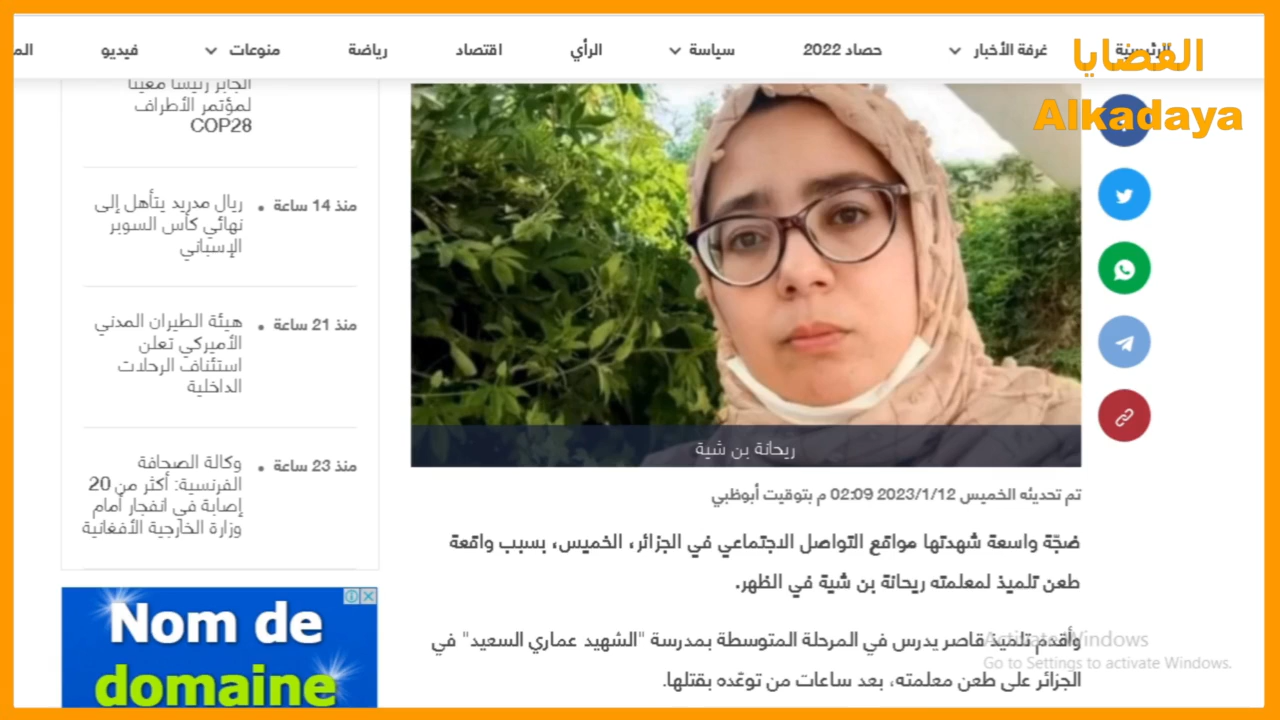 الرئيسية
غرفة الأخبار
حصاد 2022
سياسة
الرأي
اقتصاد
رياضة
منوعات
فيديو
القضايا
Alkadaya
الجابر رئيسا معينا
لمؤتمر الأطراف
COP28
منذ 14 ساعة • ريال مدريد يتأهل إلى
نهائي كأس السوبر
الإسباني
منذ 21 ساعة • هيئة الطيران المدني
الأميركي تعلن
استئناف الرحلات
الداخلية
منذ 23 ساعة • وكالة الصحافة
الفرنسية: أكثر من 20
إصابة في انفجار أمام
وزارة الخارجية الأفغانية
Nom de
domaine
ريحانة بن شية
تم تحديثه الخميس 2023/1/12 02:09 م بتوقيت أبوظبي
ضجّة واسعة شهدتها مواقع التواصل الاجتماعي في الجزائر، الخميس، بسبب واقعة
طعن تلميذ لمعلمته ريحانة بن شية في الظهر.
وأقدم تلميذ قاصر يدرس في المرحلة المتوسطة بمدرسة "الشهيد عماري السعيد" في
الجزائر على طعن معلمته، بعد ساعات من توعّده بقتلها.
Activate Windows
Go to Settings to activate Windows.